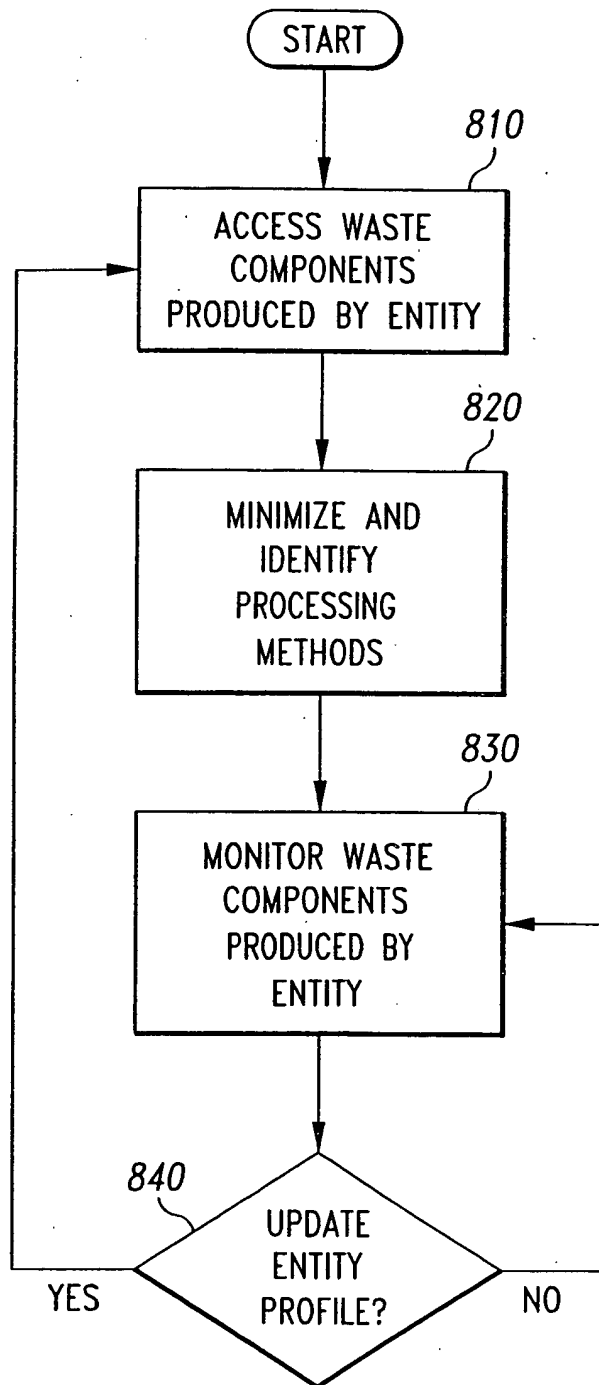 START
810
ACCESS WASTE
COMPONENTS
PRODUCED BY ENTITY
820
MINIMIZE AND
IDENTIFY
PROCESSING
METHODS
830
MONITOR WASTE
COMPONENTS
PRODUCED BY
ENTITY
840
UPDATE
ENTITY
PROFILE?
YES
NO